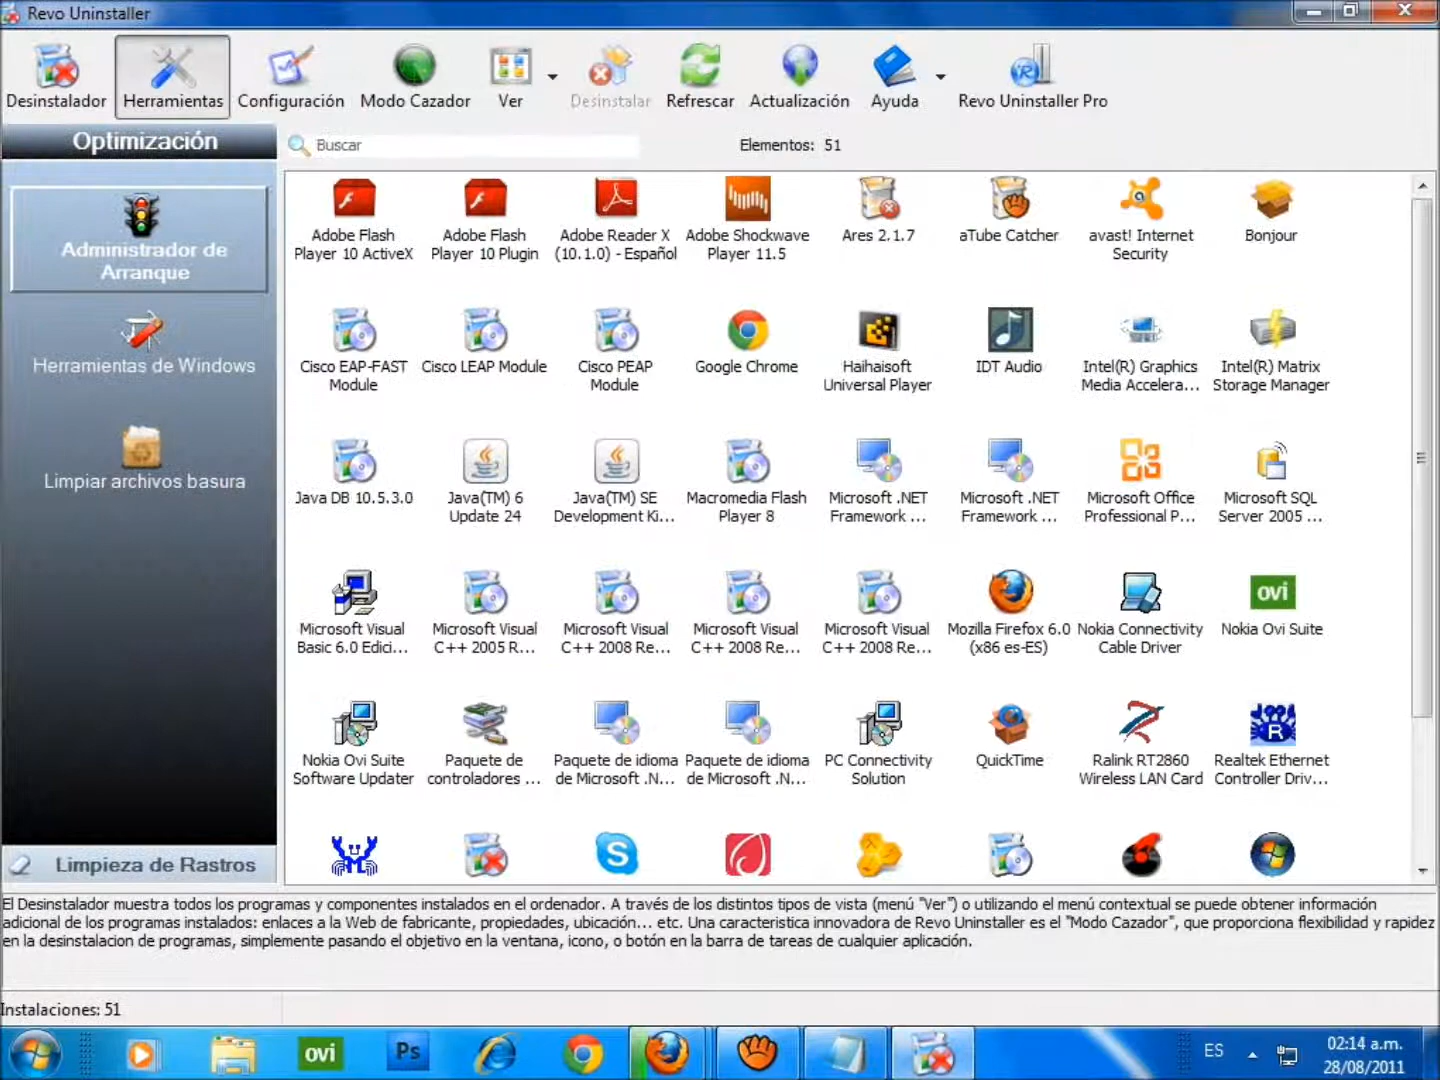 Revo Uninstaller
Desinstalador
Herramientas
Configuración
Modo Cazador
Ver
Desinstalar
Refrescar
Actualización
Ayuda
Revo Uninstaller Pro
Optimización
Buscar
Elementos: 51
Administrador de
Arranque
Herramientas de Windows
Limpiar archivos basura
Limpieza de Rastros
Adobe Flash
Player 10 ActiveX
Adobe Flash
Player 10 Plugin
Adobe Reader X
(10.1.0) - Español
Adobe Shockwave
Player 11.5
Ares 2.1.7
aTube Catcher
avast! Internet
Security
Bonjour
Cisco EAP-FAST
Module
Cisco LEAP Module
Cisco PEAP
Module
Google Chrome
Haihaisoft
Universal Player
IDT Audio
Intel(R) Graphics
Media Accelera...
Intel(R) Matrix
Storage Manager
Java DB 10.5.3.0
Java(TM) 6
Update 24
Java(TM) SE
Development Ki...
Macromedia Flash
Player 8
Microsoft .NET
Framework ...
Microsoft .NET
Framework ...
Microsoft Office
Professional P...
Microsoft SQL
Server 2005 ...
Microsoft Visual
Basic 6.0 Edici...
Microsoft Visual
C++ 2005 R...
Microsoft Visual
C++ 2008 Re...
Microsoft Visual
C++ 2008 Re...
Microsoft Visual
C++ 2008 Re...
Mozilla Firefox 6.0
(x86 es-ES)
Nokia Connectivity
Cable Driver
ovi
Nokia Ovi Suite
Nokia Ovi Suite
Software Updater
Paquete de
controladores ...
Paquete de idioma
de Microsoft .N...
Paquete de idioma
de Microsoft .N...
PC Connectivity
Solution
QuickTime
Ralink RT2860
Wireless LAN Card
Realtek Ethernet
Controller Driv...
El Desinstalador muestra todos los programas y componentes instalados en el ordenador. A través de los distintos tipos de vista (menú "Ver") o utilizando el menú contextual se puede obtener información
adicional de los programas instalados: enlaces a la Web de fabricante, propiedades, ubicación... etc. Una caracteristica innovadora de Revo Uninstaller es el "Modo Cazador", que proporciona flexibilidad y rapidez
en la desinstalacion de programas, simplemente pasando el objetivo en la ventana, icono, o botón en la barra de tareas de cualquier aplicación.
Instalaciones: 51
ovi
Ps
ES
02:14 a.m.
28/08/2011